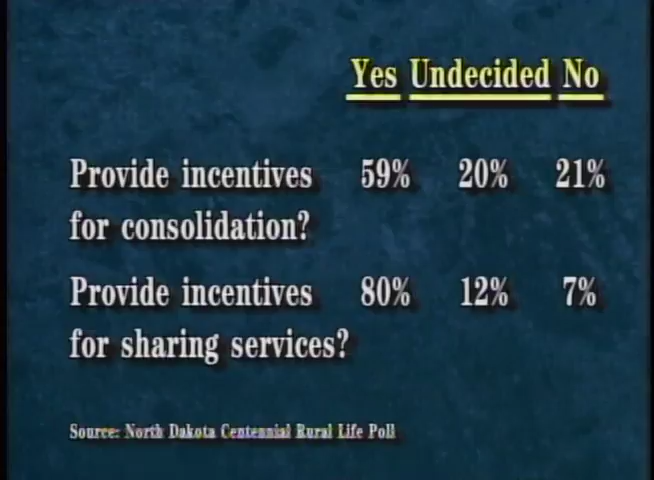 Yes Undecided No
Provide incentives 59% 20% 21%
for consolidation?
Provide incentives 80% 12% 7%
for sharing services?
Source: North Dakota Centennial Rural Life Poll